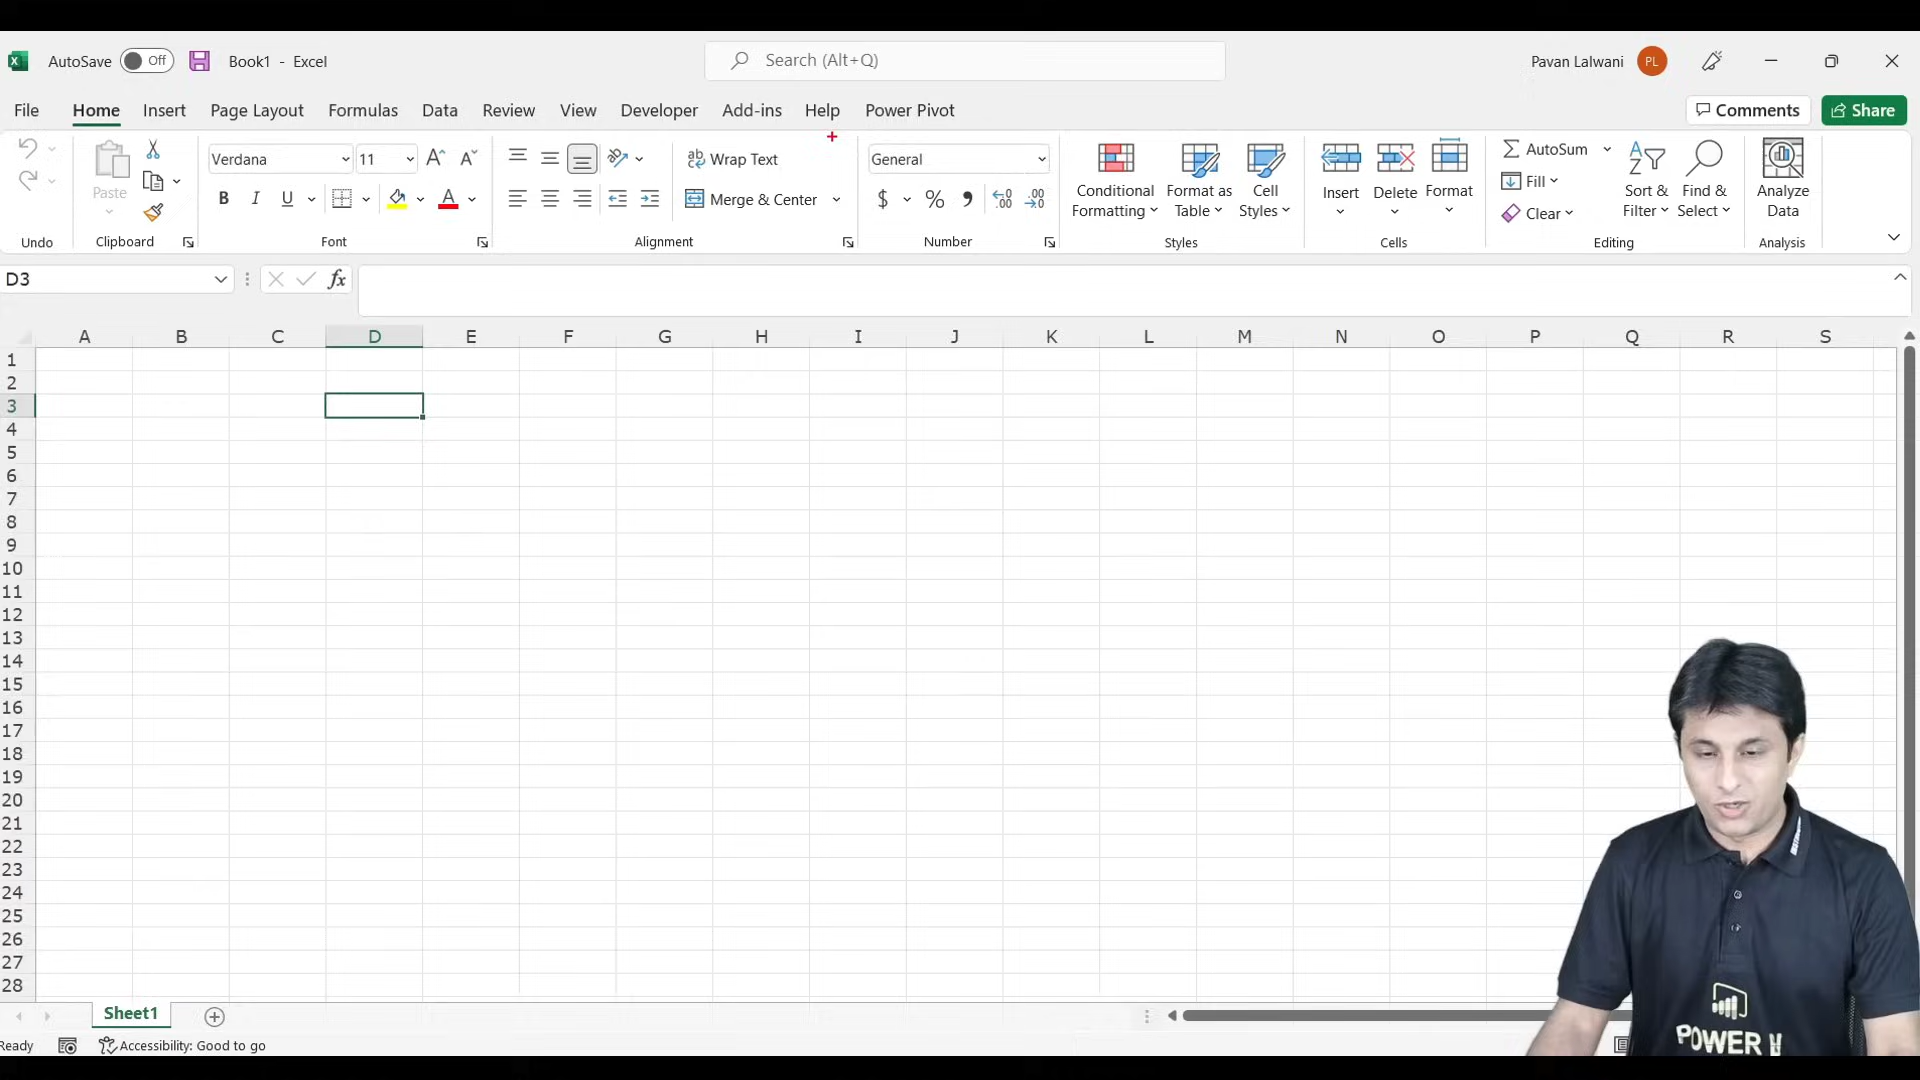 AutoSave Off Book1 - Excel Search (Alt+Q) Pavan Lalwani PL
File Home Insert Page Layout Formulas Data Review View Developer Add-ins Help Power Pivot Comments Share
Verdana 11 ab Wrap Text General AutoSum
Paste Conditional Formatting Format as Table Cell Styles Insert Delete Format Fill Sort & Filter Find & Select Analyze Data
B I U A Merge & Center $ % Clear
Undo Clipboard Font Alignment Number Styles Cells Editing Analysis
D3 fx
A B C D E F G H I J K L M N O P Q R S
1
2
3
4
5
6
7
8
9
10
11
12
13
14
15
16
17
18
19
20
21
22
23
24
25
26
27
28
Sheet1
Ready Accessibility: Good to go
POWER